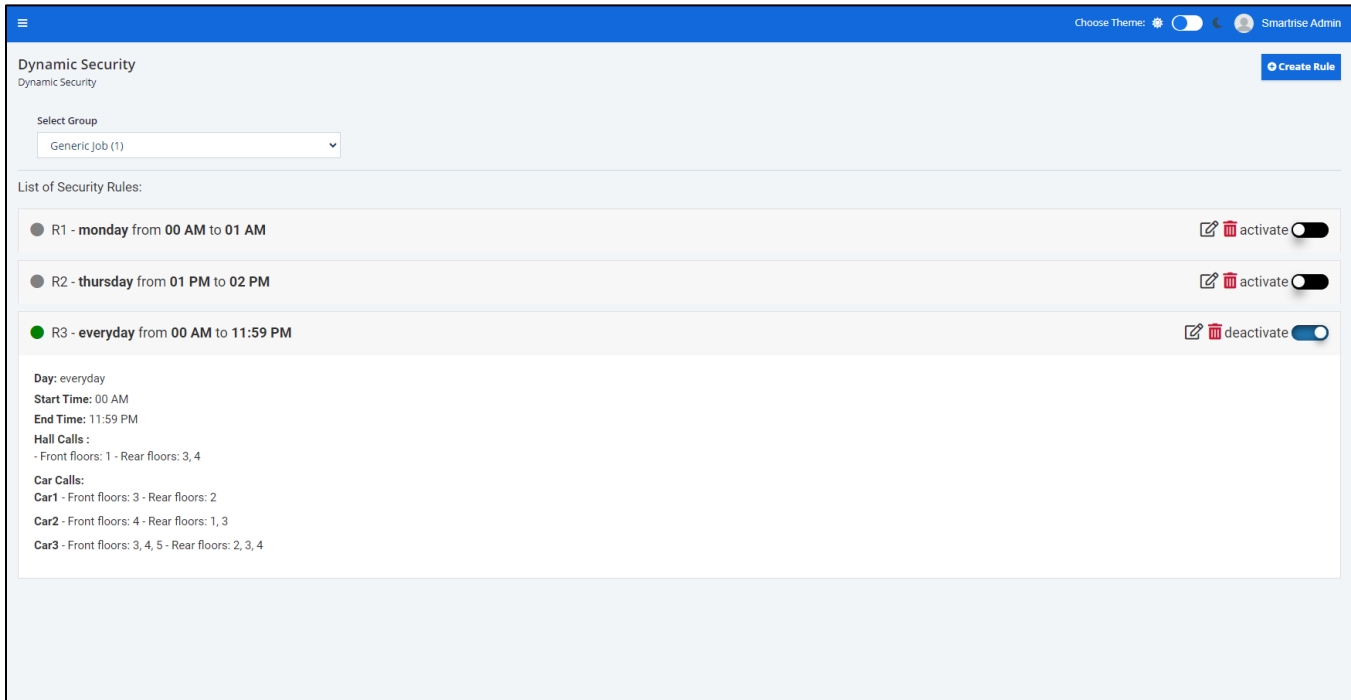 Choose Theme:
Smartrise Admin
Dynamic Security
Dynamic Security
Create Rule
Select Group
Generic Job (1)
List of Security Rules:
R1 - monday from 00 AM to 01 AM
activate
R2 - thursday from 01 PM to 02 PM
activate
R3 - everyday from 00 AM to 11:59 PM
deactivate
Day: everyday
Start Time: 00 AM
End Time: 11:59 PM
Hall Calls :
- Front floors: 1 - Rear floors: 3, 4
Car Calls:
Car1 - Front floors: 3 - Rear floors: 2
Car2 - Front floors: 4 - Rear floors: 1, 3
Car3 - Front floors: 3, 4, 5 - Rear floors: 2, 3, 4